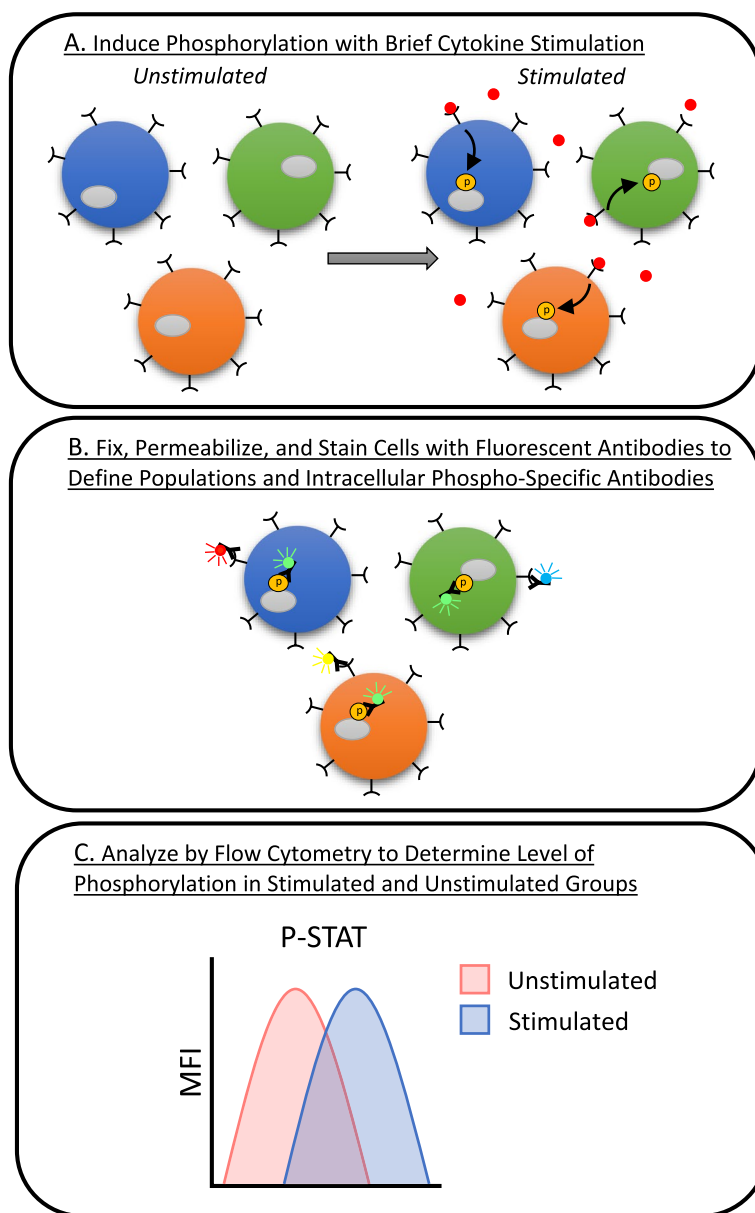 A. Induce Phosphorylation with Brief Cytokine Stimulation
Unstimulated
Stimulated
p
p
p
B. Fix, Permeabilize, and Stain Cells with Fluorescent Antibodies to
Define Populations and Intracellular Phospho-Specific Antibodies
p
p
p
C. Analyze by Flow Cytometry to Determine Level of
Phosphorylation in Stimulated and Unstimulated Groups
P-STAT
MFI
Unstimulated
Stimulated